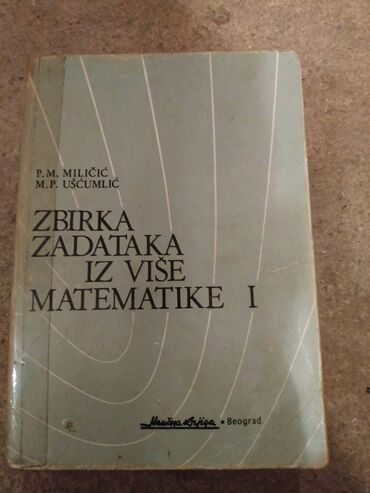 P. M. MILIČIĆ
M. P. UŠĆUMLIĆ
ZBIRKA
ZADATAKA
IZ VIŠE
MATEMATIKE I
Naučna knjiga • Beograd